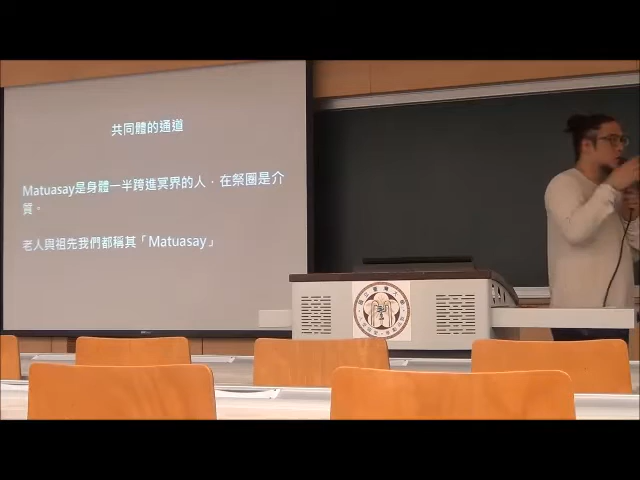 共同體的通道
Matuasay是身體一半跨進冥界的人，在祭圈是介
質。
老人與祖先我們都稱其「Matuasay」